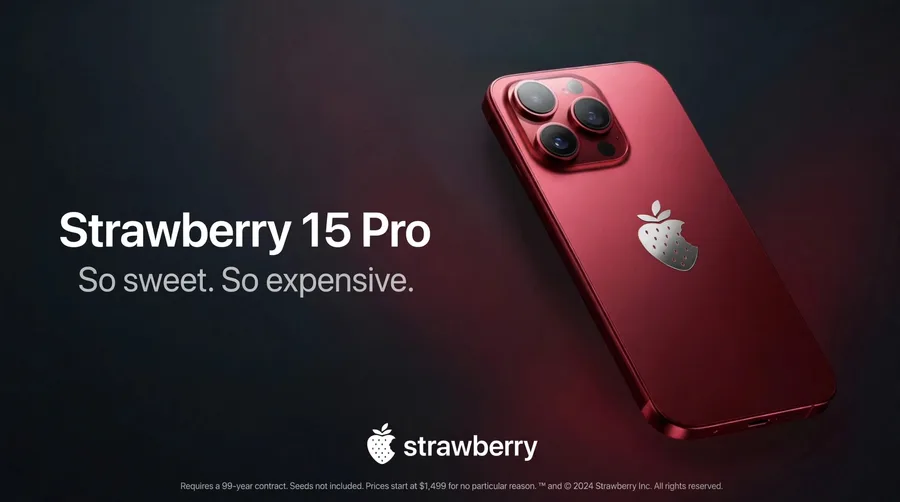 Strawberry 15 Pro
So sweet. So expensive.
strawberry
Requires a 99-year contract. Seeds not included. Prices start at $1,499 for no particular reason. ™ and © 2024 Strawberry Inc. All rights reserved.